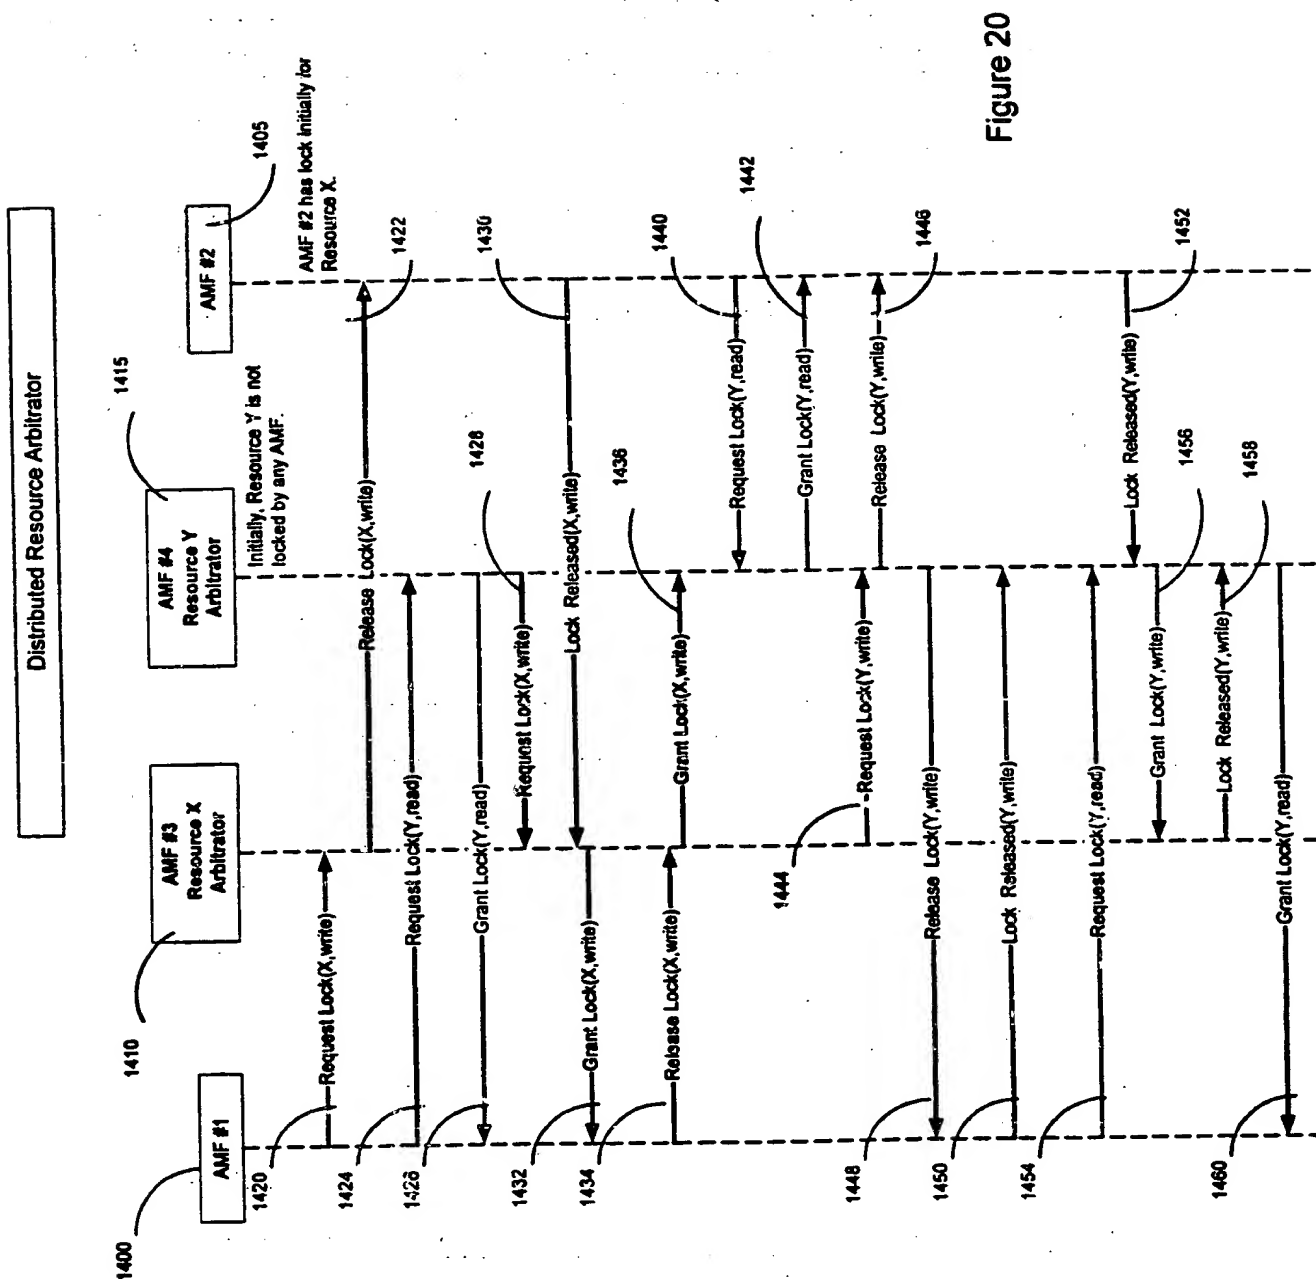 Distributed Resource Arbitrator
1400
1410
1415
1405
AMF #1
AMF #3
Resource X
Arbitrator
AMF #4
Resource Y
Arbitrator
AMF #2
Initially, Resource Y is not
locked by any AMF.
AMF #2 has lock initially for
Resource X.
1420
Request Lock(X,write)
Release Lock(X,write)
1422
1424
Request Lock(Y,read)
1426
Grant Lock(Y,read)
Request Lock(X,write)
1428
Lock Released(X,write)
1430
1432
Grant Lock(X,write)
1434
Release Lock(X,write)
Grant Lock(X,write)
1436
Request Lock(Y,read)
1440
Grant Lock(Y,read)
1442
1444
Request Lock(Y,write)
Release Lock(Y,write)
1446
1448
Release Lock(Y,write)
1450
Lock Released(Y,write)
1454
Request Lock(Y,read)
Lock Released(Y,write)
1452
Grant Lock(Y,write)
1456
Lock Released(Y,write)
1458
1460
Grant Lock(Y,read)
Figure 20